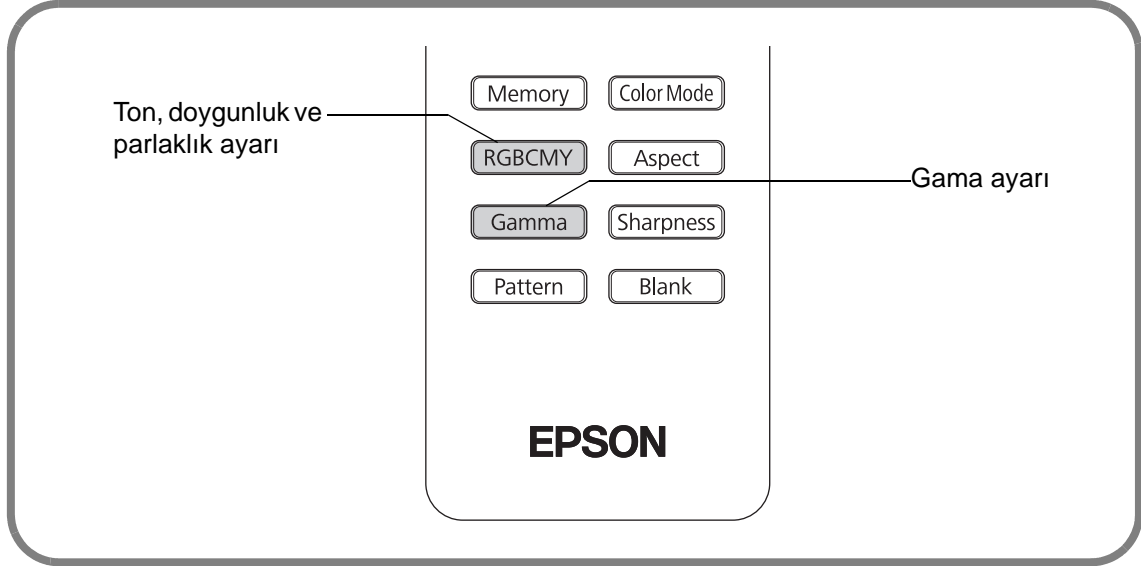 Memory
Color Mode
Ton, doygunluk ve
parlaklık ayarı
RGBCMY
Aspect
Gama ayarı
Gamma
Sharpness
Pattern
Blank
EPSON